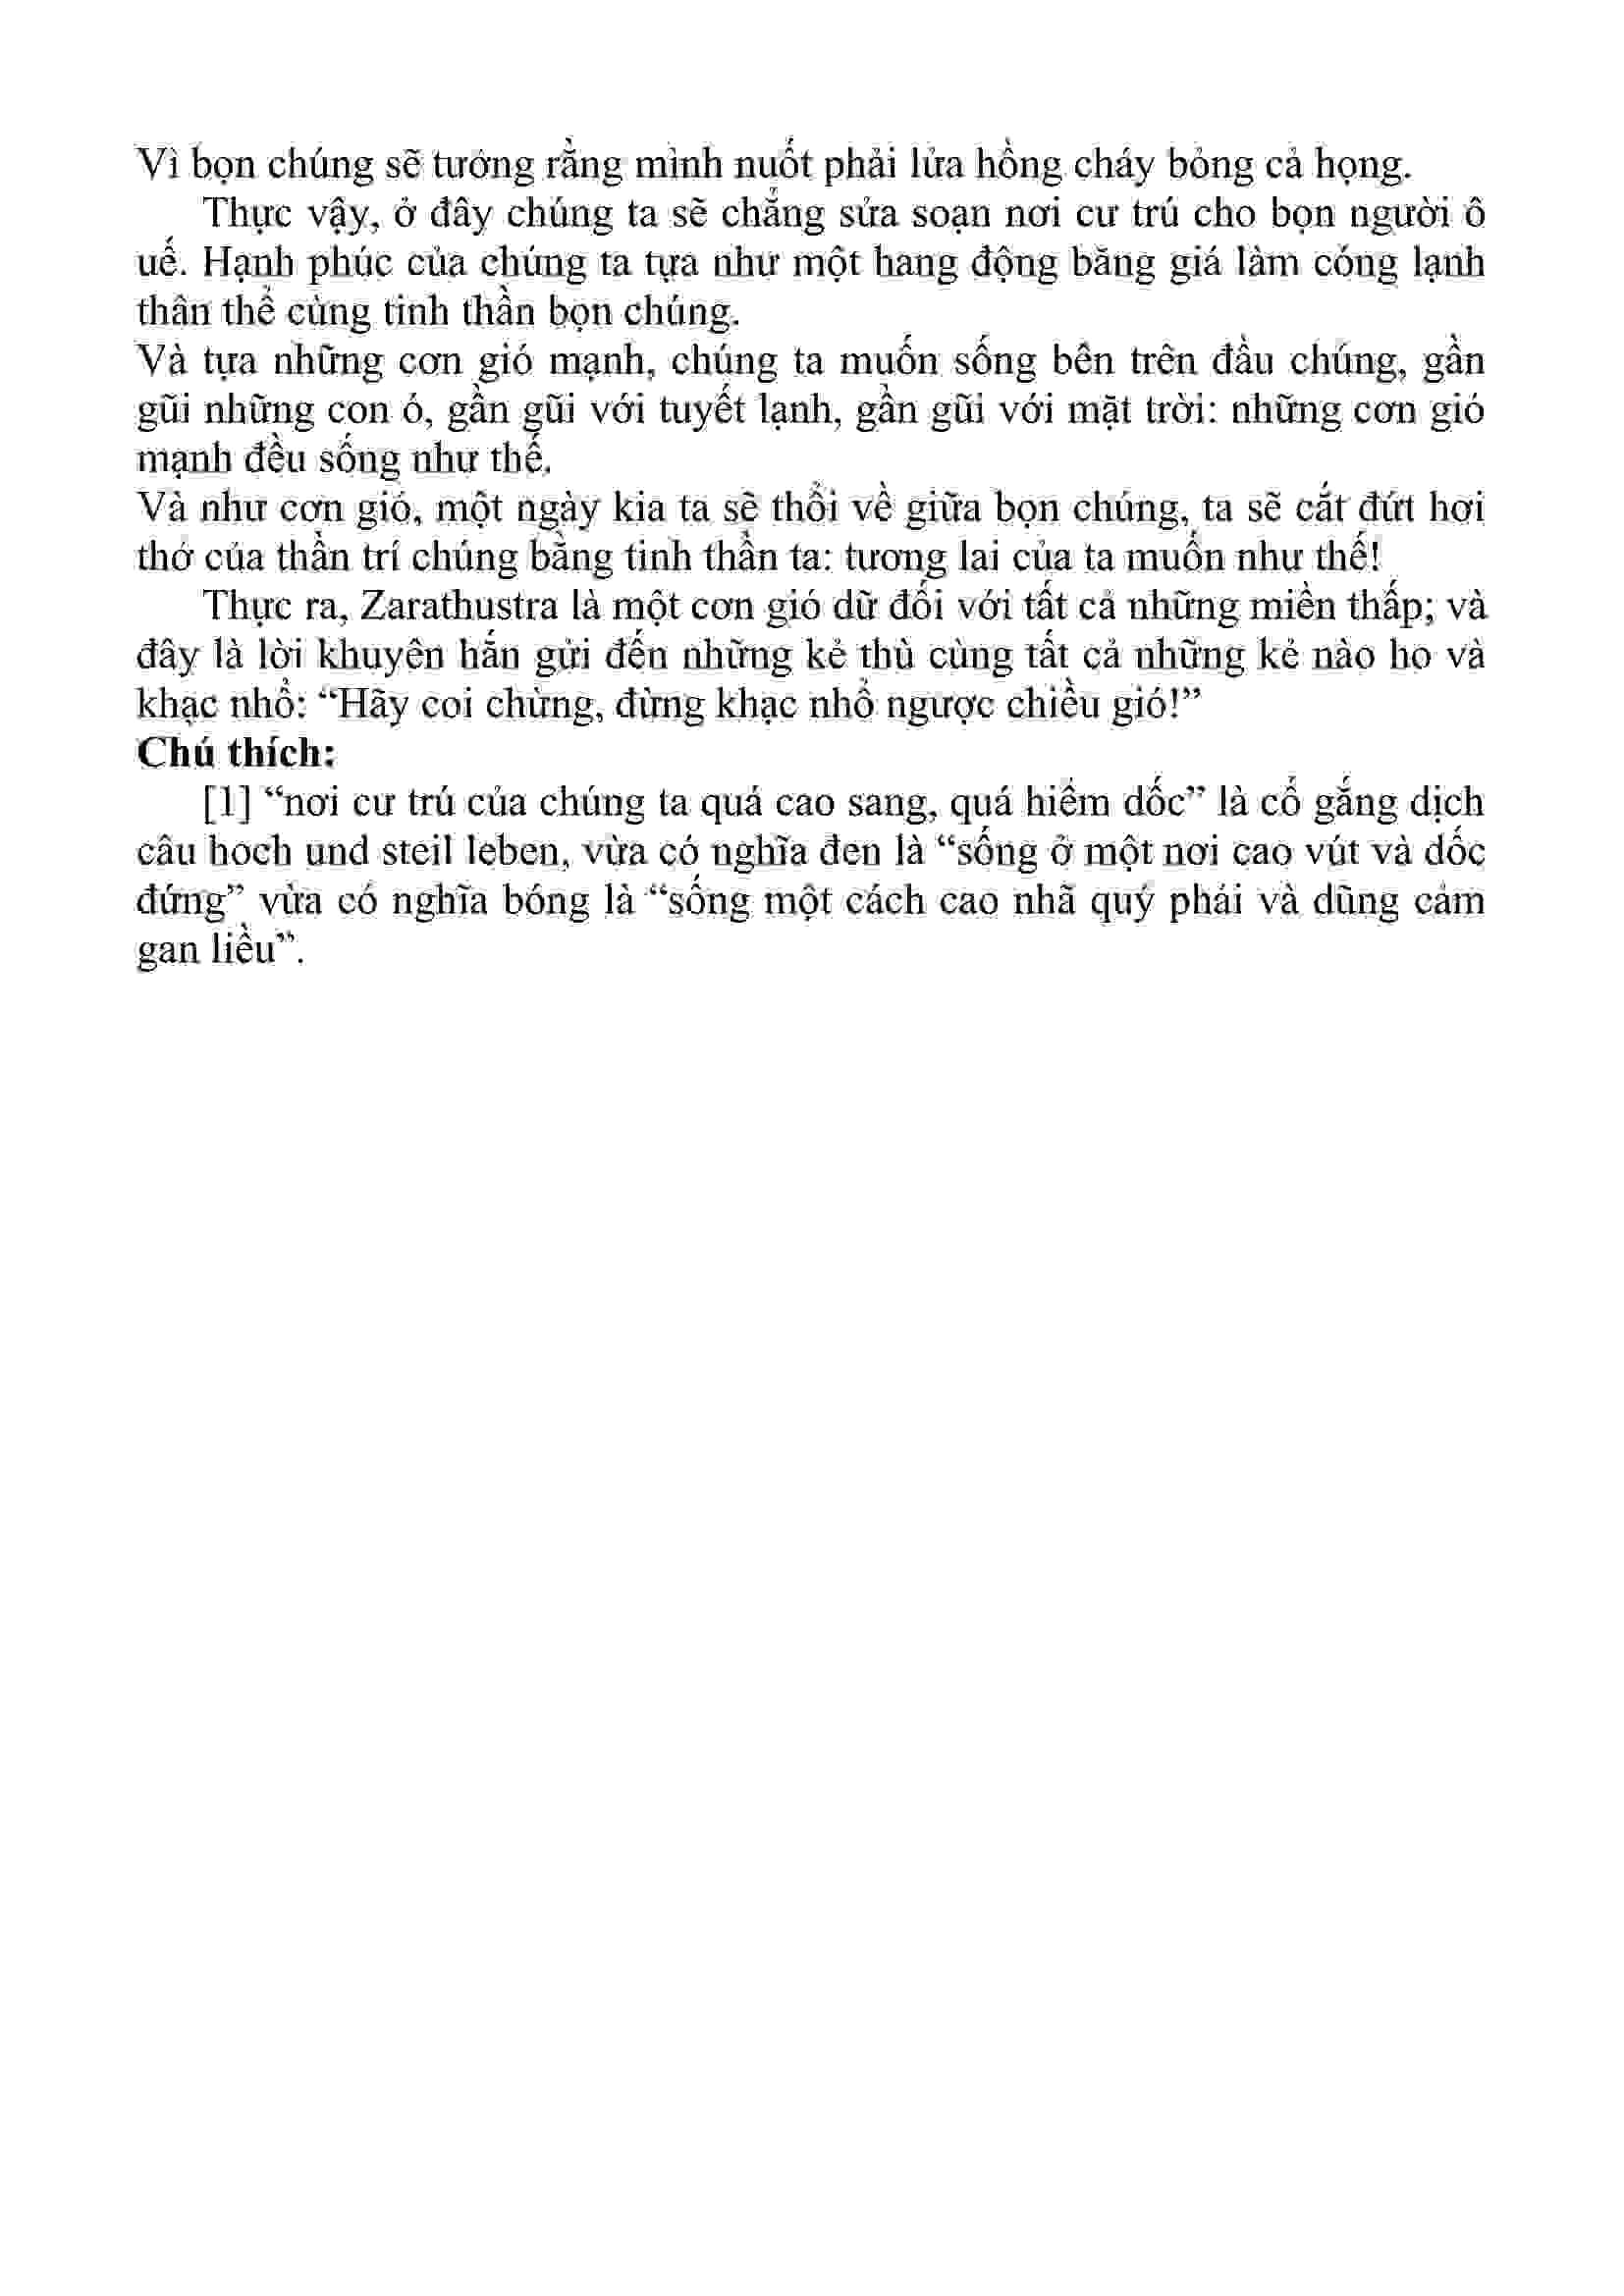 Vì bọn chúng sẽ tưởng rằng mình nuốt phải lửa hồng cháy bỏng cả họng.
Thực vậy, ở đây chúng ta sẽ chẳng sửa soạn nơi cư trú cho bọn người ô
uế. Hạnh phúc của chúng ta tựa như một hang động băng giá làm cóng lạnh
thân thể cùng tinh thần bọn chúng.
Và tựa những cơn gió mạnh, chúng ta muốn sống bên trên đầu chúng, gần
gũi những con ó, gần gũi với tuyết lạnh, gần gũi với mặt trời: những cơn gió
mạnh đều sống như thế.
Và như cơn gió, một ngày kia ta sẽ thổi về giữa bọn chúng, ta sẽ cắt đứt hơi
thở của thần trí chúng bằng tinh thần ta: tương lai của ta muốn như thế!
Thực ra, Zarathustra là một cơn gió dữ đối với tất cả những miền thấp; và
đây là lời khuyên hắn gửi đến những kẻ thù cùng tất cả những kẻ nào ho và
khạc nhổ: “Hãy coi chừng, đừng khạc nhổ ngược chiều gió!”
Chú thích:
[1] “nơi cư trú của chúng ta quá cao sang, quá hiểm dốc” là cố gắng dịch
câu hoch und steil leben, vừa có nghĩa đen là “sống ở một nơi cao vút và dốc
đứng” vừa có nghĩa bóng là “sống một cách cao nhã quý phái và dũng cảm
gan liều”.